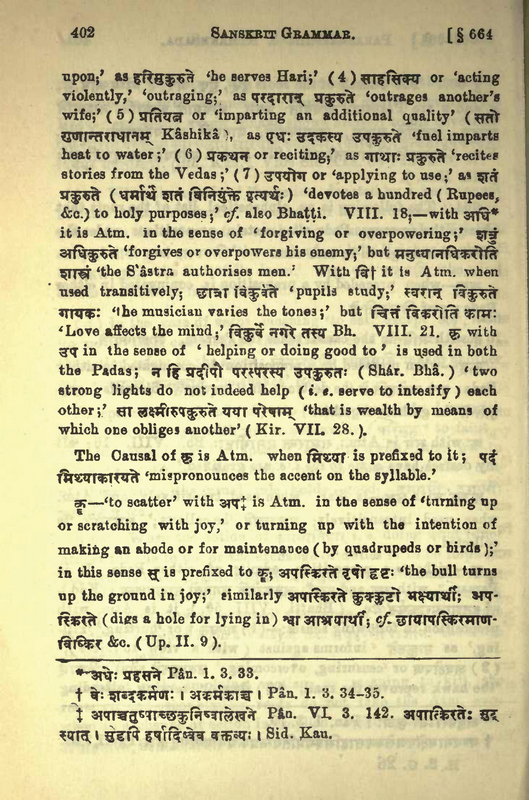 402 SANSKRIT GRAMMAR. [ § 664
upon;’ as हरिमुकुरुते ‘he serves Hari;’ ( 4 ) साहसिक्य or ‘acting
violently,’ ‘outraging;’ as परदारान् प्रकुरुते ‘outrages another’s
wife;’ ( 5 ) प्रतियत्न or ‘imparting an additional quality’ ( सतो
गुणान्तराधानम् Kâshikâ ), as एधः उदकस्य उपकुरुते ‘fuel imparts
heat to water;’ ( 6 ) प्रकथन or reciting;’ as गाथाः प्रकुरुते ‘recites
stories from the Vedas ;’ ( 7 ) उपयोग or ‘applying to use ;’ as शतं
प्रकुरुते ( धर्मार्थं शतं विनियुंक्ते इत्यर्थः ) ‘devotes a hundred ( Rupees,
&c. ) to holy purposes ;’ cf. also Bhaṭṭi. VIII. 18,—with अधि*
it is Atm. in the sense of ‘forgiving or overpowering;’ शत्रुं
अधिकुरुते ‘forgives or overpowers his enemy;’ but मनुष्यानधिकरोति
शास्त्रं ‘the S'âstra authorises men.’ With वि† it is Atm. when
used transitively; छात्रा विकुर्वते ‘pupils study;’ स्वरान् विकुरुते
गायकः ‘the musician varies the tones;’ but चित्तं विकरोति कामः
‘Love affects the mind,’ विकुर्वे नगरे तस्य Bh. VIII. 21. कृ with
उप in the sense of ‘ helping or doing good to ’ is used in both
the Padas; न हि प्रदीपौ परस्परस्य उपकुरुतः ( Shár. Bhâ. ) ‘ two
strong lights do not indeed help ( i. e. serve to intesify ) each
other;’ सा लक्ष्मीरुपकुरुते यया परेषाम् ‘that is wealth by means of
which one obliges another’ ( Kir. VII. 28. ).
The Causal of कृ is Atm. when मिथ्या is prefixed to it ; पदं
मिथ्याकारयते ‘mispronounces the accent on the syllable.’
कॄ—‘to scatter’ with अप‡ is Atm. in the sense of ‘turning up
or scratching with joy,’ or turning up with the intention of
making an abode or for maintenance ( by quadrupeds or birds );’
in this sense स् is prefixed to कॄ; अपस्किरते वृषो हृष्टः ‘the bull turns
up the ground in joy;’ similarly अपस्किरते कुक्कुटो भक्ष्यार्थी; अप-
स्किरते (digs a hole for lying in) श्वा आश्रयार्थी; cf. छायापस्किरमाण-
विष्किर &c. ( Up. II. 9 ).
* अधेः प्रहसने Pân. 1. 3. 33.
† वेः शब्दकर्मणः । अकर्मकाच्च । Pân. 1. 3. 34-35.
‡ अपाच्चतुष्पाच्छकुनिष्वालेखने Pân. VI. 3. 142. अपात्किरतेः सुट्
स्यात् । सुडपि हर्षादिष्वेव वक्तव्यः । Sid. Kau.